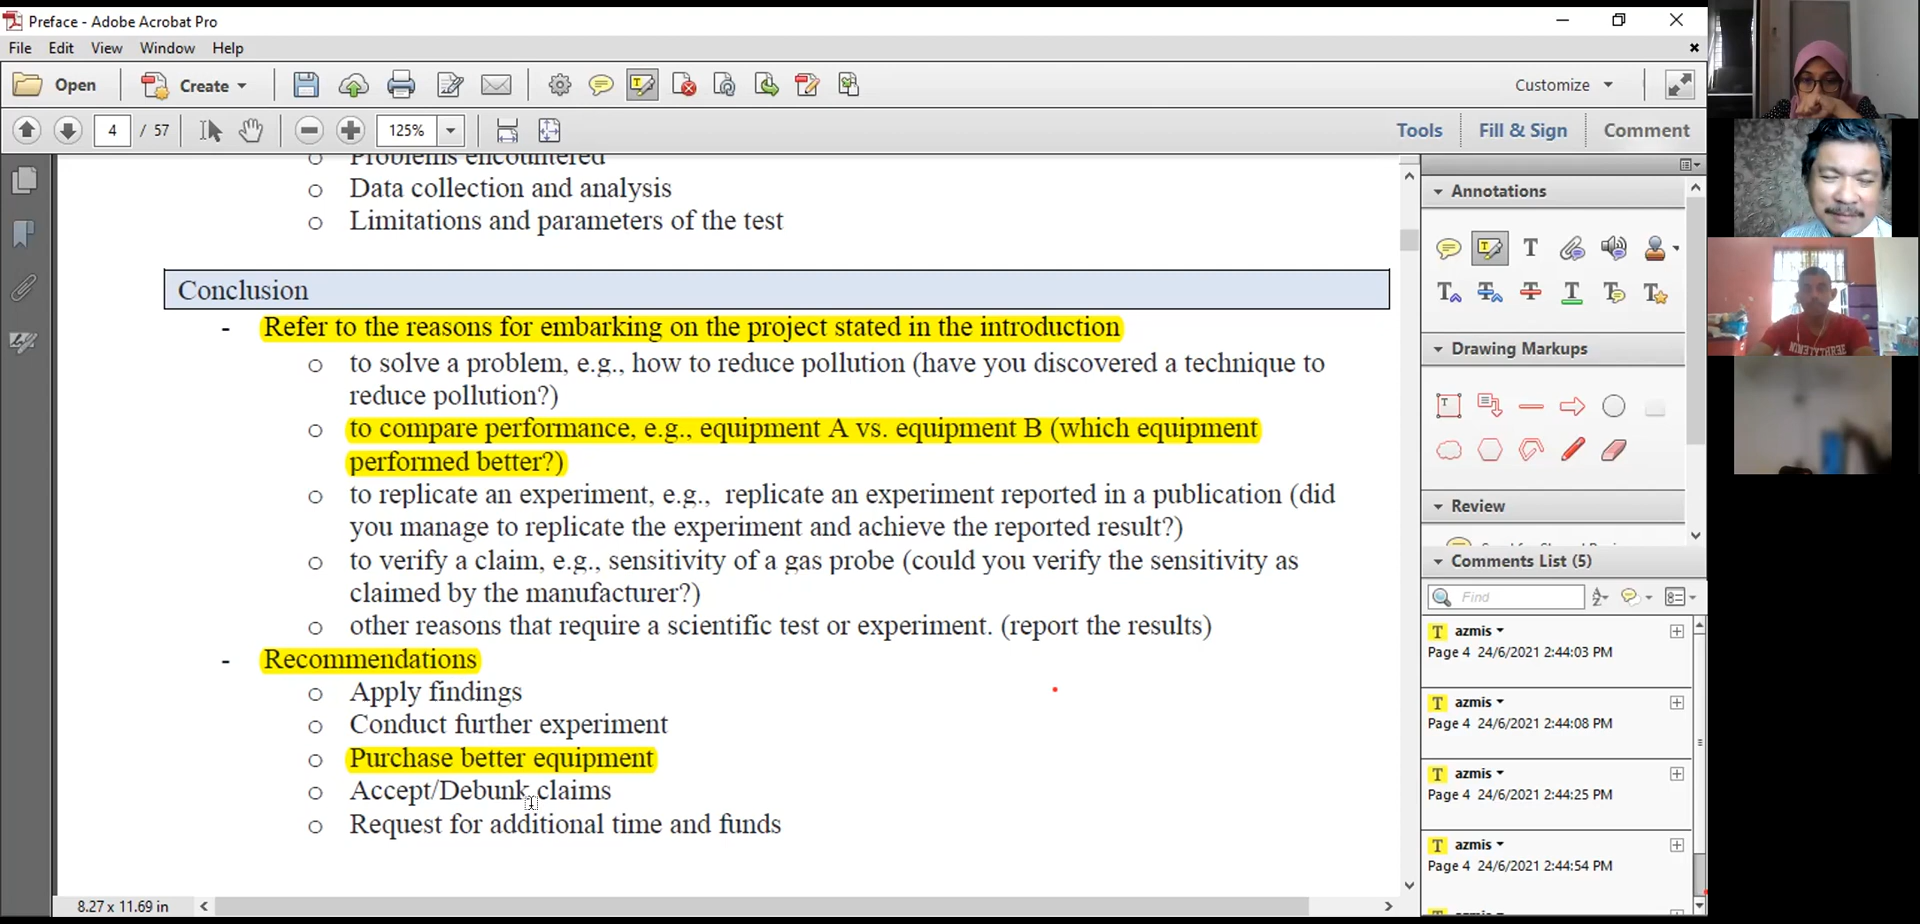 Preface - Adobe Acrobat Pro
File Edit View Window Help
Open Create Customize
4 / 57 125% Tools Fill & Sign Comment
Problems encountered
Data collection and analysis
Limitations and parameters of the test
Conclusion
- Refer to the reasons for embarking on the project stated in the introduction
o to solve a problem, e.g., how to reduce pollution (have you discovered a technique to
reduce pollution?)
o to compare performance, e.g., equipment A vs. equipment B (which equipment
performed better?)
o to replicate an experiment, e.g., replicate an experiment reported in a publication (did
you manage to replicate the experiment and achieve the reported result?)
o to verify a claim, e.g., sensitivity of a gas probe (could you verify the sensitivity as
claimed by the manufacturer?)
o other reasons that require a scientific test or experiment. (report the results)
- Recommendations
o Apply findings
o Conduct further experiment
o Purchase better equipment
o Accept/Debunk claims
o Request for additional time and funds
8.27 x 11.69 in
Annotations
Drawing Markups
Review
Comments List (5)
Find
azmis
Page 4 24/6/2021 2:44:03 PM
azmis
Page 4 24/6/2021 2:44:08 PM
azmis
Page 4 24/6/2021 2:44:25 PM
azmis
Page 4 24/6/2021 2:44:54 PM